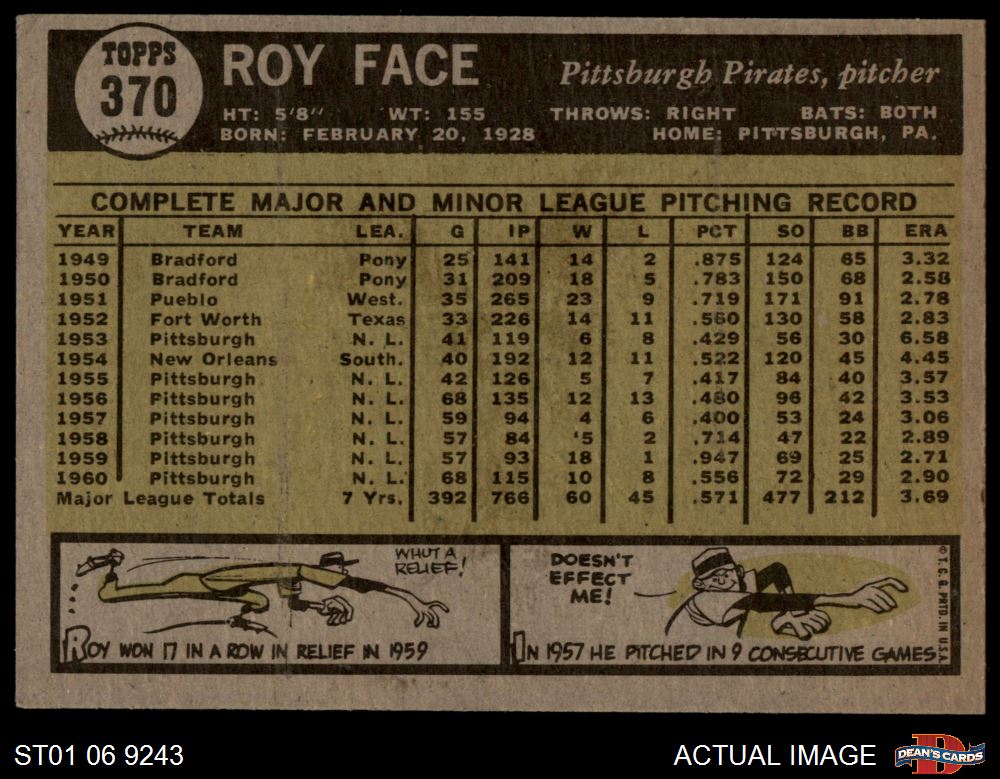 TOPPS
370
ROY FACE
Pittsburgh Pirates, pitcher
HT: 5'8" WT: 155 THROWS: RIGHT BATS: BOTH
BORN: FEBRUARY 20, 1928 HOME: PITTSBURGH, PA.
COMPLETE MAJOR AND MINOR LEAGUE PITCHING RECORD
YEAR TEAM LEA. G IP W L PCT SO BB ERA
1949 Bradford Pony 25 141 14 2 .875 124 65 3.32
1950 Bradford Pony 31 209 18 5 .783 150 68 2.58
1951 Pueblo West. 35 265 23 9 .719 171 91 2.78
1952 Fort Worth Texas 33 226 14 11 .560 130 58 2.83
1953 Pittsburgh N. L. 41 119 6 8 .429 56 30 6.58
1954 New Orleans South. 40 192 12 11 .522 120 45 4.45
1955 Pittsburgh N. L. 42 126 5 7 .417 84 40 3.57
1956 Pittsburgh N. L. 68 135 12 13 .480 96 42 3.53
1957 Pittsburgh N. L. 59 94 4 6 .400 53 24 3.06
1958 Pittsburgh N. L. 57 84 5 2 .714 47 22 2.89
1959 Pittsburgh N. L. 57 93 18 1 .947 69 25 2.71
1960 Pittsburgh N. L. 68 115 10 8 .556 72 29 2.90
Major League Totals 7 Yrs. 392 766 60 45 .571 477 212 3.69
WHUT A
RELIEF!
ROY WON 17 IN A ROW IN RELIEF IN 1959
DOESN'T
EFFECT
ME!
IN 1957 HE PITCHED IN 9 CONSECUTIVE GAMES.
© T. C. G. PRTD. IN U.S.A.
ST01 06 9243
ACTUAL IMAGE
DEAN'S CARDS